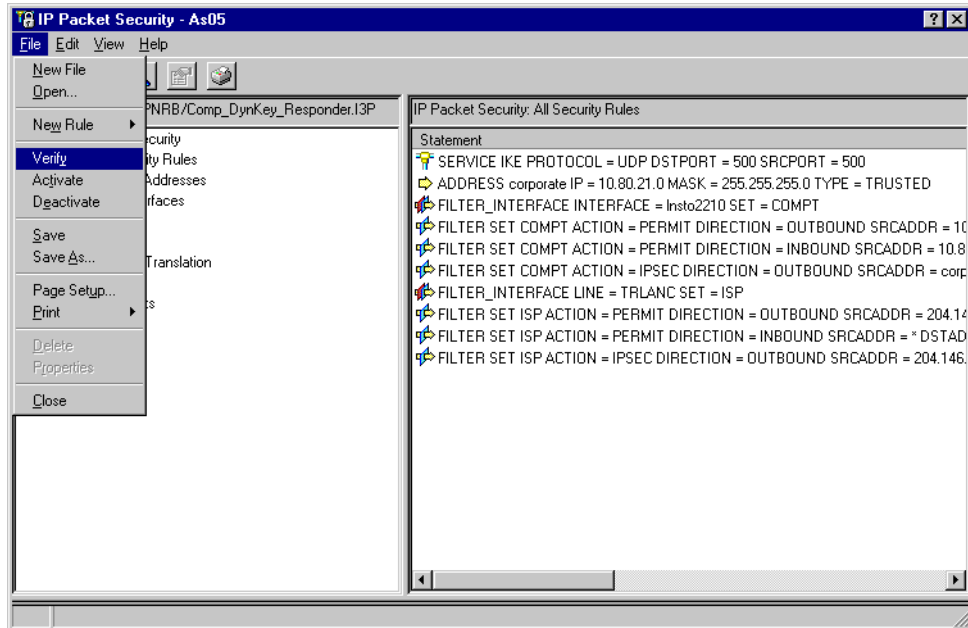 IP Packet Security - As05
File Edit View Help
New File
Open...
New Rule
Verify
Activate
Deactivate
Save
Save As...
Page Setup...
Print
Delete
Properties
Close
PNRB/Comp_DynKey_Responder.I3P
ecurity
ity Rules
Addresses
rfaces
Translation
ts
IP Packet Security: All Security Rules
Statement
SERVICE IKE PROTOCOL = UDP DSTPORT = 500 SRCPORT = 500
ADDRESS corporate IP = 10.80.21.0 MASK = 255.255.255.0 TYPE = TRUSTED
FILTER_INTERFACE INTERFACE = Insto2210 SET = COMPT
FILTER SET COMPT ACTION = PERMIT DIRECTION = OUTBOUND SRCADDR = 10
FILTER SET COMPT ACTION = PERMIT DIRECTION = INBOUND SRCADDR = 10.8
FILTER SET COMPT ACTION = IPSEC DIRECTION = OUTBOUND SRCADDR = corp
FILTER_INTERFACE LINE = TRLANC SET = ISP
FILTER SET ISP ACTION = PERMIT DIRECTION = OUTBOUND SRCADDR = 204.14
FILTER SET ISP ACTION = PERMIT DIRECTION = INBOUND SRCADDR = * DSTAD
FILTER SET ISP ACTION = IPSEC DIRECTION = OUTBOUND SRCADDR = 204.146.